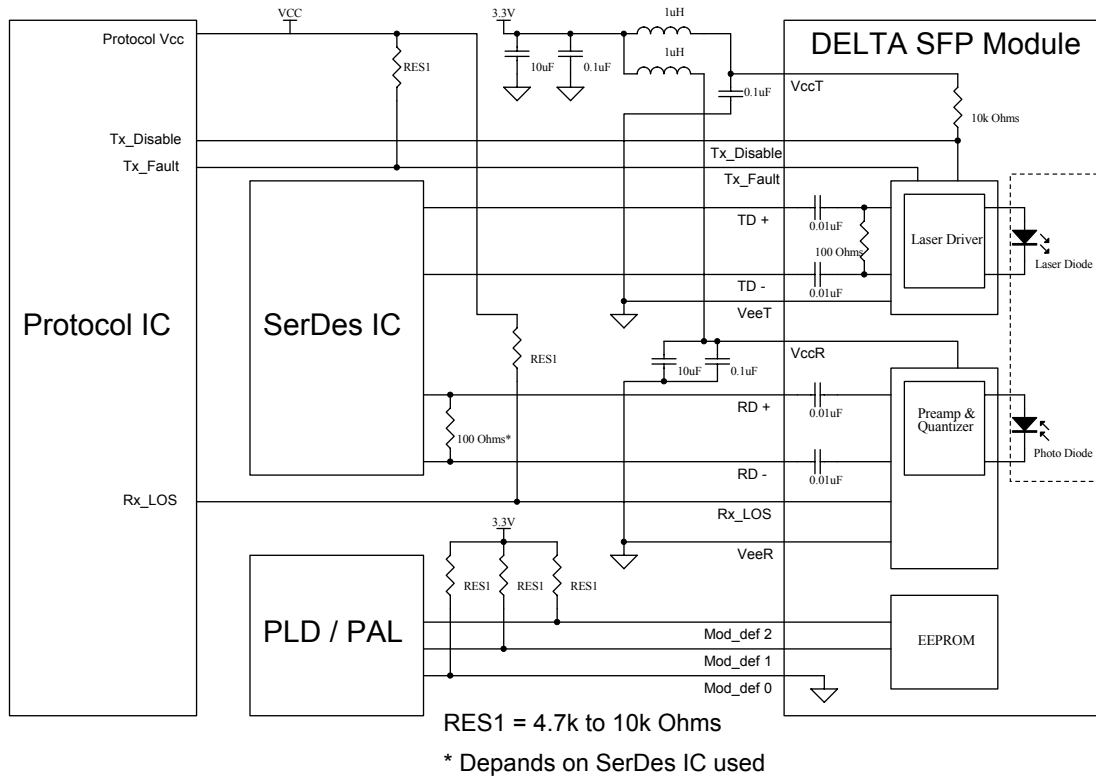 VCC
3.3V
1uH
1uH
Protocol Vcc
RES1
10uF
0.1uF
0.1uF
DELTA SFP Module
VccT
10k Ohms
Tx_Disable
Tx_Fault
Tx_Disable
Tx_Fault
TD +
0.01uF
100 Ohms
Laser Driver
Laser Diode
TD -
0.01uF
VeeT
Protocol IC
SerDes IC
RES1
10uF
0.1uF
VccR
RD +
0.01uF
Preamp &
Quantizer
100 Ohms*
Photo Diode
RD -
0.01uF
Rx_LOS
Rx_LOS
3.3V
VeeR
RES1
RES1
RES1
PLD / PAL
Mod_def 2
EEPROM
Mod_def 1
Mod_def 0
RES1 = 4.7k to 10k Ohms
* Depands on SerDes IC used